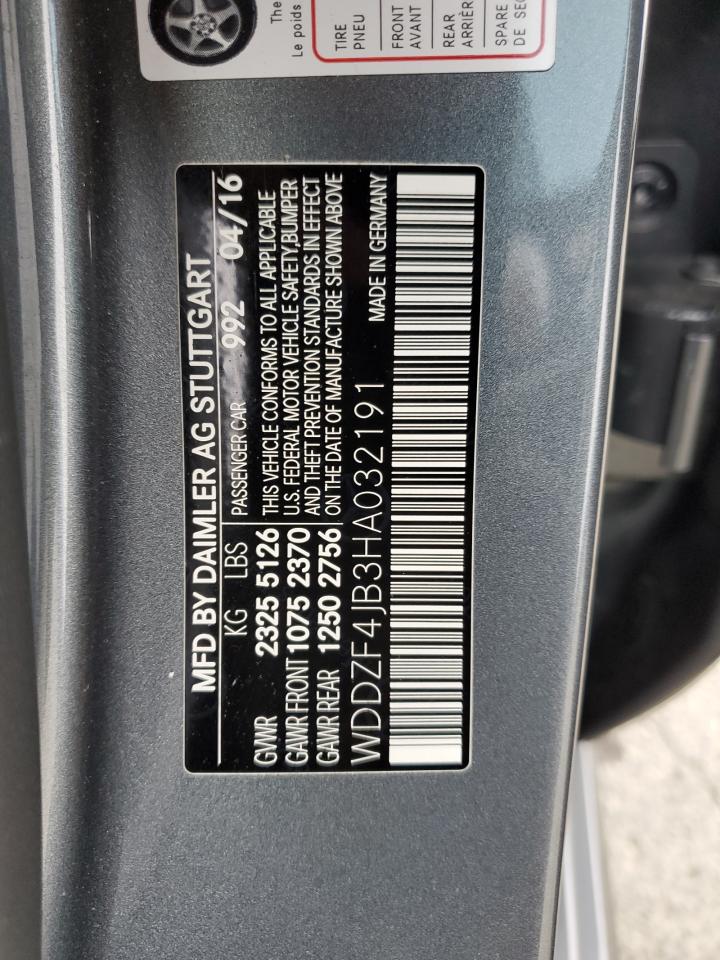 The
Le poids
TIRE
PNEU
FRONT
AVANT
REAR
ARRIÈR
SPARE
DE SEC
MFD BY DAIMLER AG STUTTGART
KG LBS PASSENGER CAR 992 04/16
GVWR 2325 5126 THIS VEHICLE CONFORMS TO ALL APPLICABLE
GAWR FRONT 1075 2370 U.S. FEDERAL MOTOR VEHICLE SAFETY,BUMPER
AND THEFT PREVENTION STANDARDS IN EFFECT
GAWR REAR 1250 2756 ON THE DATE OF MANUFACTURE SHOWN ABOVE
WDDZF4JB3HA032191 MADE IN GERMANY